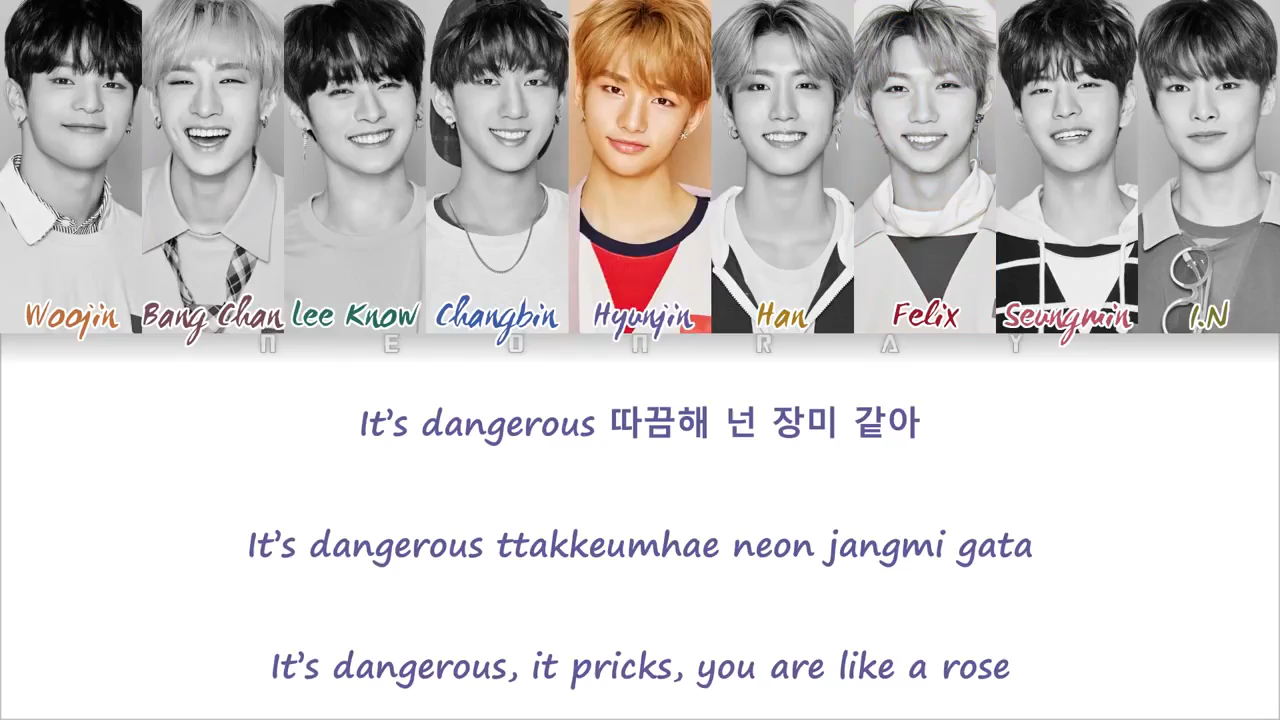 Woojin Bang Chan Lee Know Changbin Hyunjin Han Felix Seungmin I.N
N E O N R A Y
It's dangerous 따끔해 넌 장미 같아
It's dangerous ttakkeumhae neon jangmi gata
It's dangerous, it pricks, you are like a rose